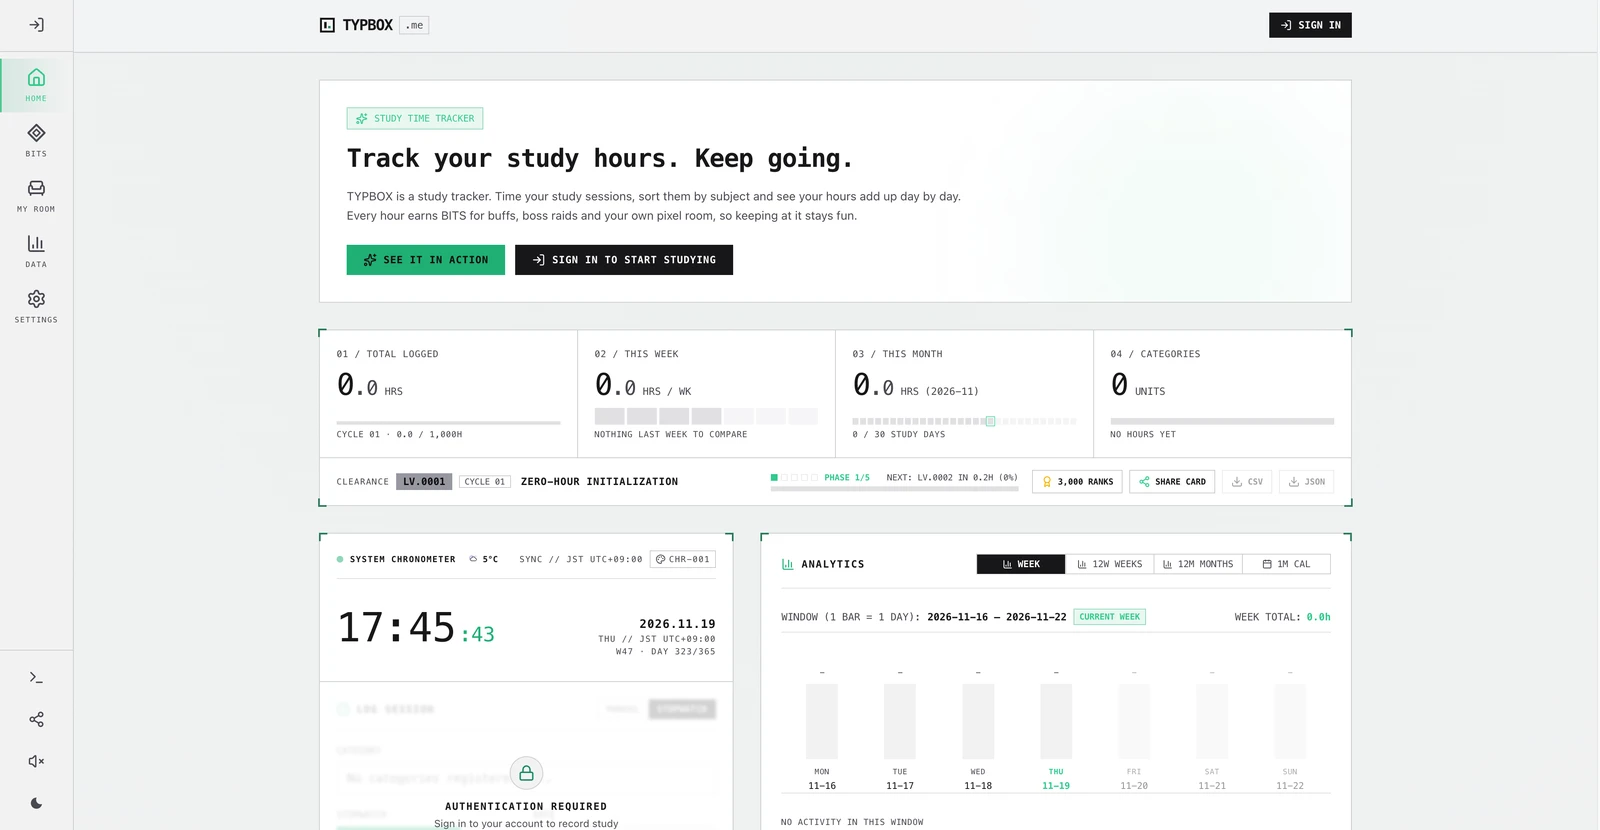 TYPBOX .me
SIGN IN
HOME
BITS
MY ROOM
DATA
SETTINGS
STUDY TIME TRACKER
Track your study hours. Keep going.
TYPBOX is a study tracker. Time your study sessions, sort them by subject and see your hours add up day by day.
Every hour earns BITS for buffs, boss raids and your own pixel room, so keeping at it stays fun.
SEE IT IN ACTION
SIGN IN TO START STUDYING
01 / TOTAL LOGGED
0.0 HRS
CYCLE 01 · 0.0 / 1,000H
02 / THIS WEEK
0.0 HRS / WK
NOTHING LAST WEEK TO COMPARE
03 / THIS MONTH
0.0 HRS (2026-11)
0 / 30 STUDY DAYS
04 / CATEGORIES
0 UNITS
NO HOURS YET
CLEARANCE LV.0001 CYCLE 01 ZERO-HOUR INITIALIZATION
PHASE 1/5 NEXT: LV.0002 IN 0.2H (0%)
3,000 RANKS
SHARE CARD
CSV
JSON
SYSTEM CHRONOMETER 5°C SYNC // JST UTC+09:00 CHR-001
17:45:43
2026.11.19
THU // JST UTC+09:00
W47 · DAY 323/365
LOG SESSION
MANUAL
STOPWATCH
CATEGORY
No categories registere
STOPWATCH
AUTHENTICATION REQUIRED
Sign in to your account to record study
ANALYTICS
WEEK
12W WEEKS
12M MONTHS
1M CAL
WINDOW (1 BAR = 1 DAY): 2026-11-16 — 2026-11-22 CURRENT WEEK
WEEK TOTAL: 0.0h
– – – – – – –
MON TUE WED THU FRI SAT SUN
11-16 11-17 11-18 11-19 11-20 11-21 11-22
NO ACTIVITY IN THIS WINDOW